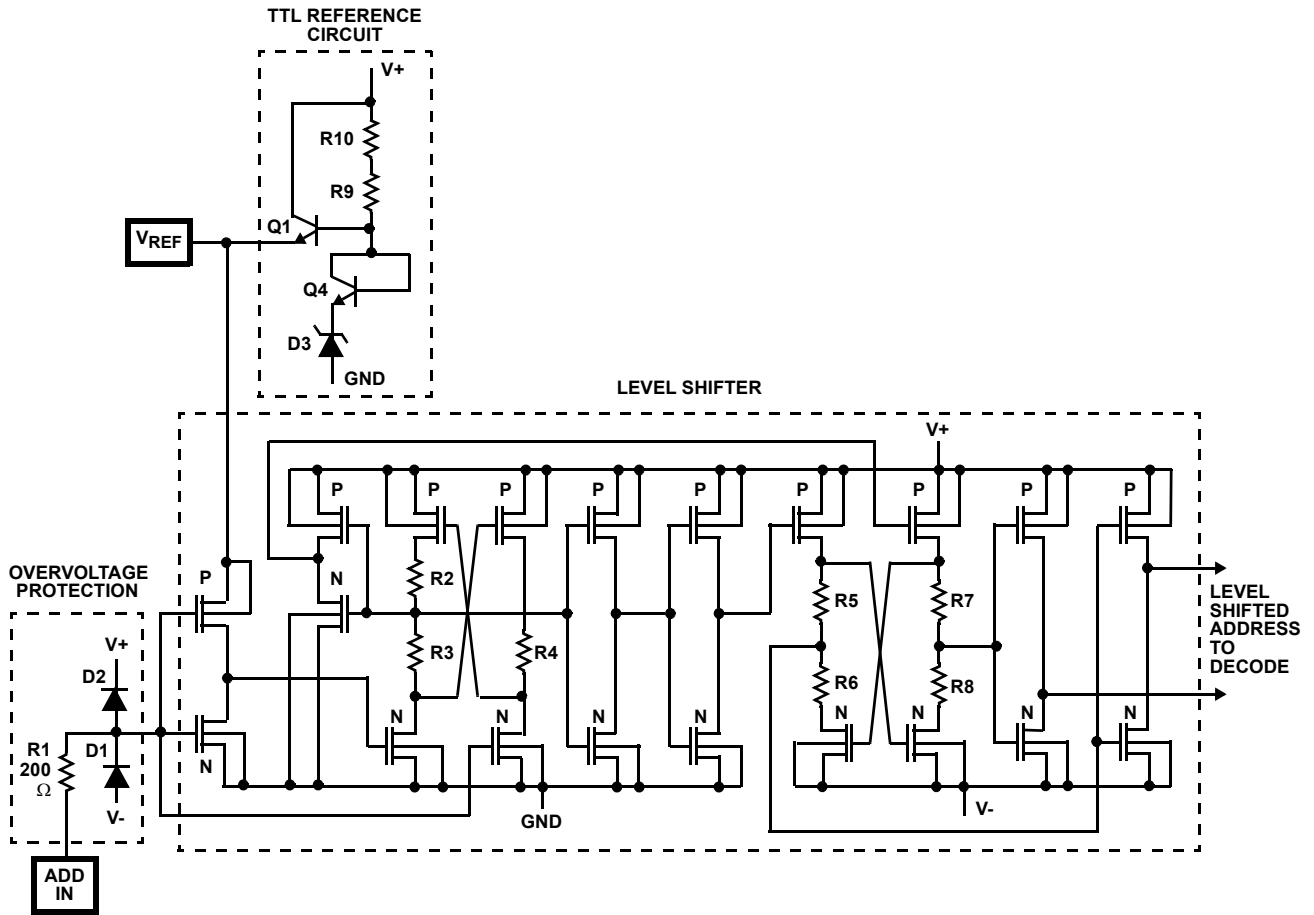 TTL REFERENCE
CIRCUIT
V+
R10
R9
Q1
VREF
Q4
D3
GND
LEVEL SHIFTER
V+
P
P
P
P
P
P
P
P
P
OVERVOLTAGE
PROTECTION
P
N
R2
R5
R7
LEVEL
SHIFTED
ADDRESS
TO
DECODE
V+
R3
R4
D2
R6
R8
N
N
N
N
N
N
N
N
N
R1
200
Ω
D1
N
V-
GND
V-
ADD
IN